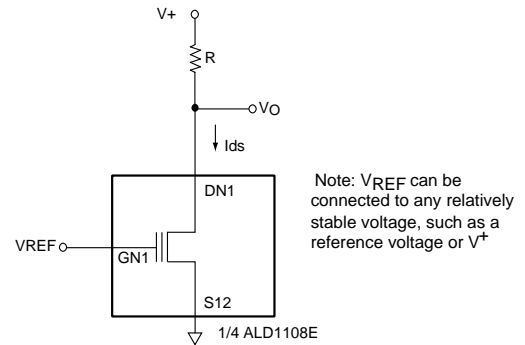 V+
R
VO
Ids
DN1
Note: VREF can be
connected to any relatively
stable voltage, such as a
reference voltage or V+
VREF
GN1
S12
1/4 ALD1108E